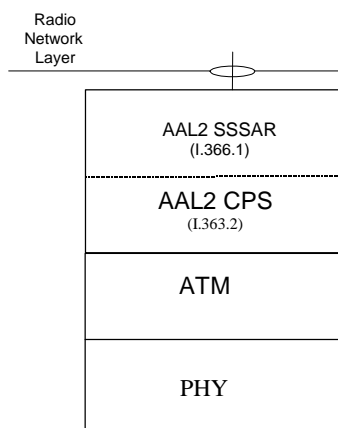 Radio
Network
Layer
AAL2 SSSAR
(I.366.1)
AAL2 CPS
(I.363.2)
ATM
PHY